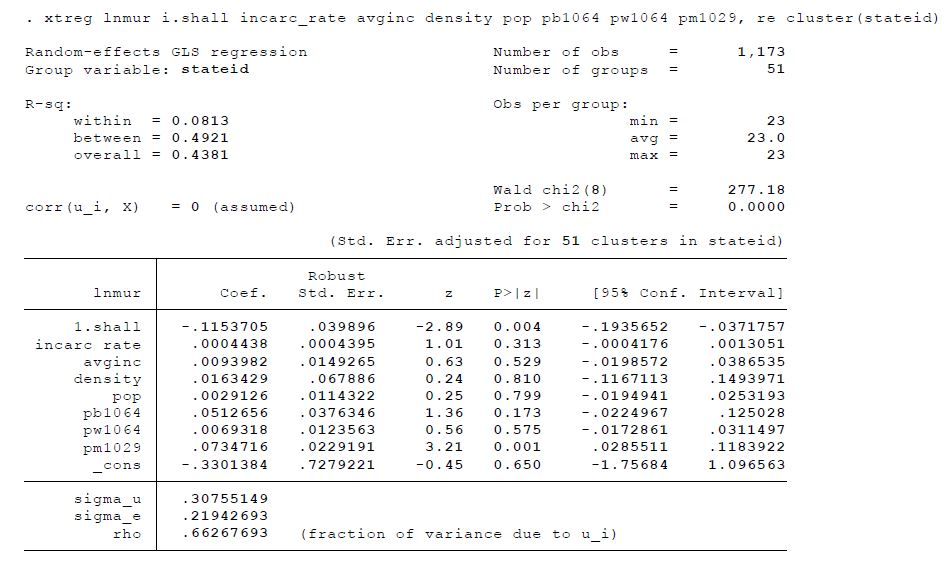 . xtreg lnmur i.shall incarc_rate avginc density pop pb1064 pw1064 pm1029, re cluster(stateid)
Random-effects GLS regression Number of obs = 1,173
Group variable: stateid Number of groups = 51
R-sq: Obs per group:
within = 0.0813 min = 23
between = 0.4921 avg = 23.0
overall = 0.4381 max = 23
Wald chi2(8) = 277.18
corr(u_i, X) = 0 (assumed) Prob > chi2 = 0.0000
(Std. Err. adjusted for 51 clusters in stateid)
Robust
lnmur Coef. Std. Err. z P>|z| [95% Conf. Interval]
1.shall -.1153705 .039896 -2.89 0.004 -.1935652 -.0371757
incarc_rate .0004438 .0004395 1.01 0.313 -.0004176 .0013051
avginc .0093982 .0149265 0.63 0.529 -.0198572 .0386535
density .0163429 .067886 0.24 0.810 -.1167113 .1493971
pop .0029126 .0114322 0.25 0.799 -.0194941 .0253193
pb1064 .0512656 .0376346 1.36 0.173 -.0224967 .125028
pw1064 .0069318 .0123563 0.56 0.575 -.0172861 .0311497
pm1029 .0734716 .0229191 3.21 0.001 .0285511 .1183922
_cons -.3301384 .7279221 -0.45 0.650 -1.75684 1.096563
sigma_u .30755149
sigma_e .21942693
rho .66267693 (fraction of variance due to u_i)